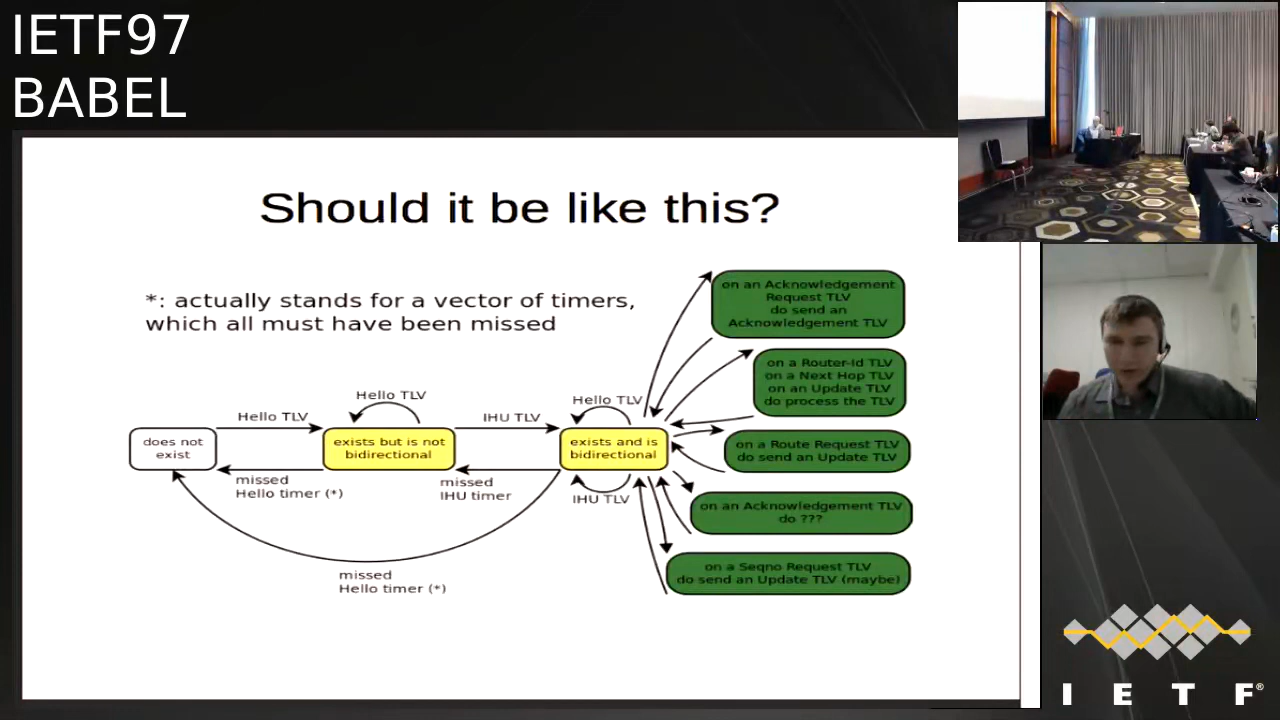 IETF97
BABEL
Should it be like this?
*: actually stands for a vector of timers,
which all must have been missed
on an Acknowledgement
Request TLV
do send an
Acknowledgement TLV
on a Router-Id TLV
on a Next Hop TLV
on an Update TLV
do process the TLV
Hello TLV
Hello TLV
IHU TLV
Hello TLV
does not
exist
exists but is not
bidirectional
exists and is
bidirectional
on a Route Request TLV
do send an Update TLV
missed
Hello timer (*)
missed
IHU timer
IHU TLV
on an Acknowledgement TLV
do ???
on a Seqno Request TLV
do send an Update TLV (maybe)
missed
Hello timer (*)
I E T F®